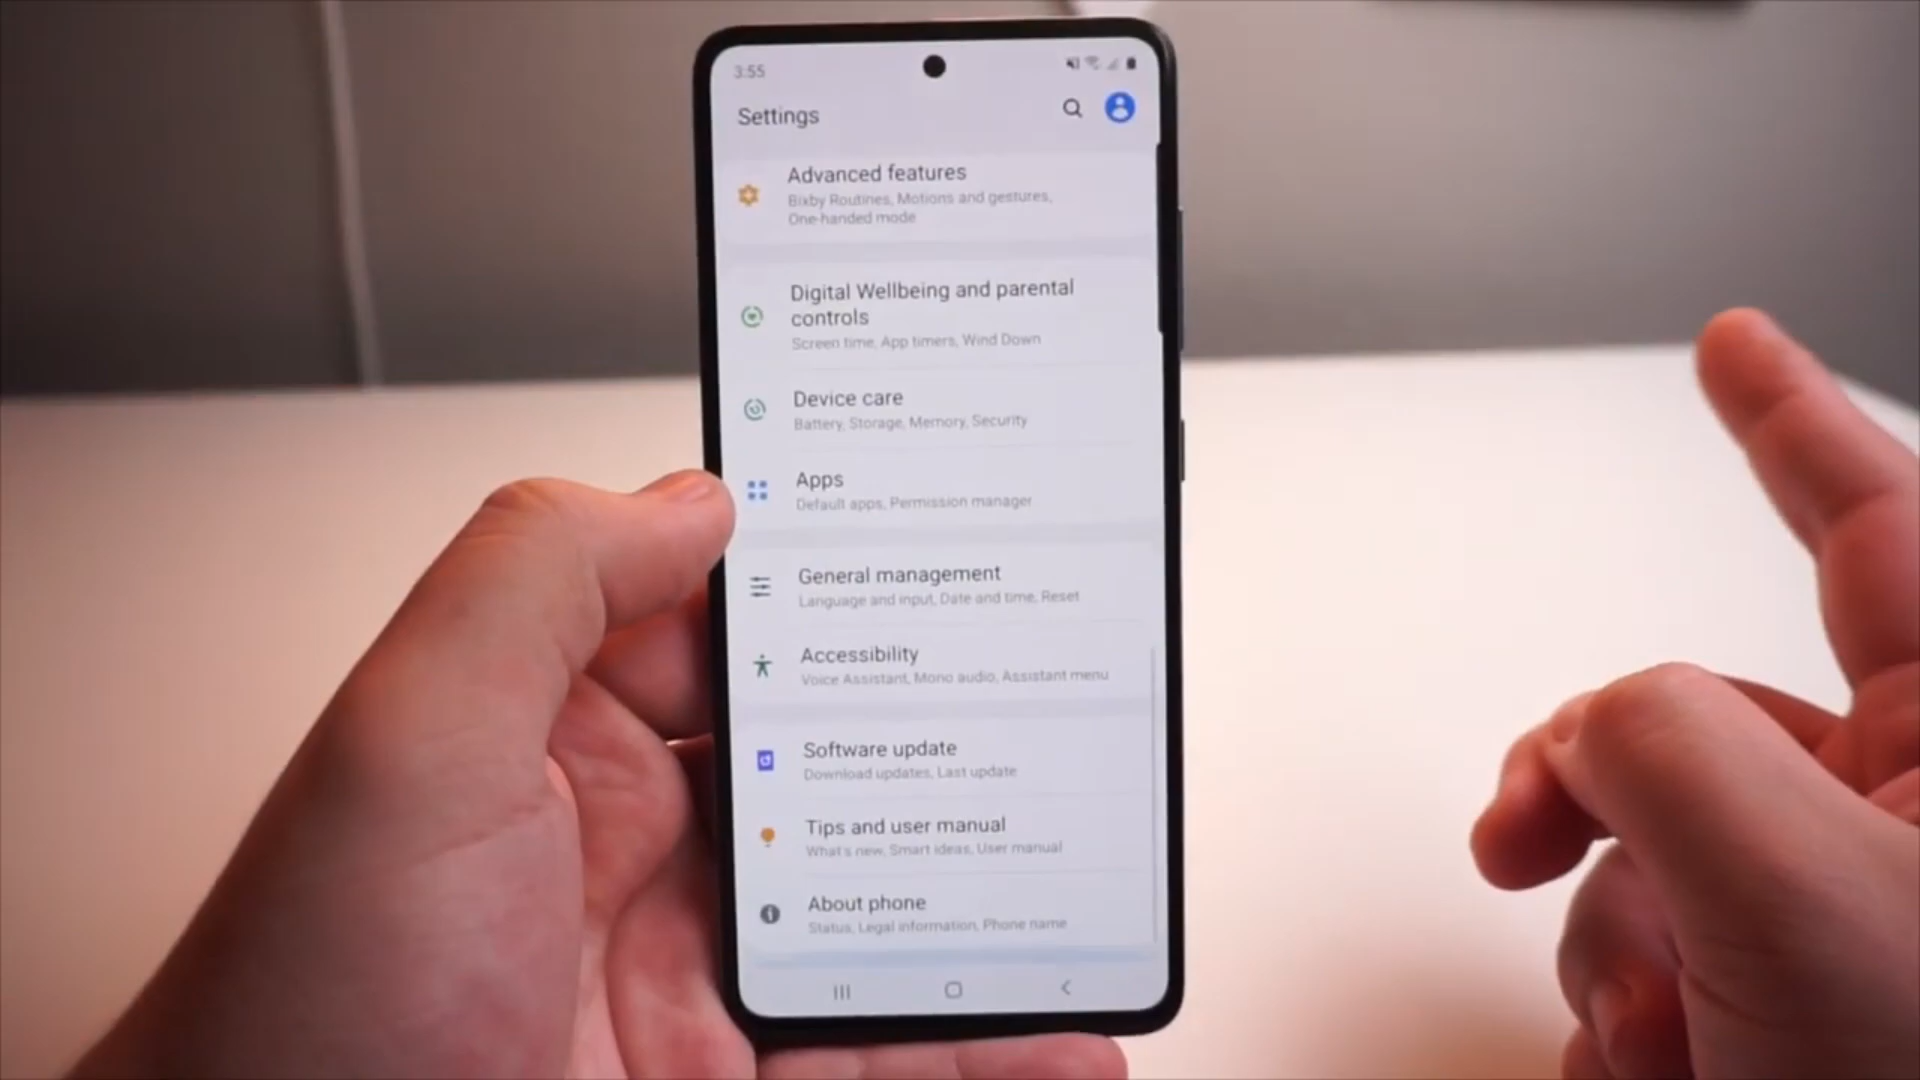 3:55
Settings
Advanced features
Bixby Routines, Motions and gestures,
One-handed mode
Digital Wellbeing and parental
controls
Screen time, App timers, Wind Down
Device care
Battery, Storage, Memory, Security
Apps
Default apps, Permission manager
General management
Language and input, Date and time, Reset
Accessibility
Voice Assistant, Mono audio, Assistant menu
Software update
Download updates, Last update
Tips and user manual
What's new, Smart ideas, User manual
About phone
Status, Legal information, Phone name